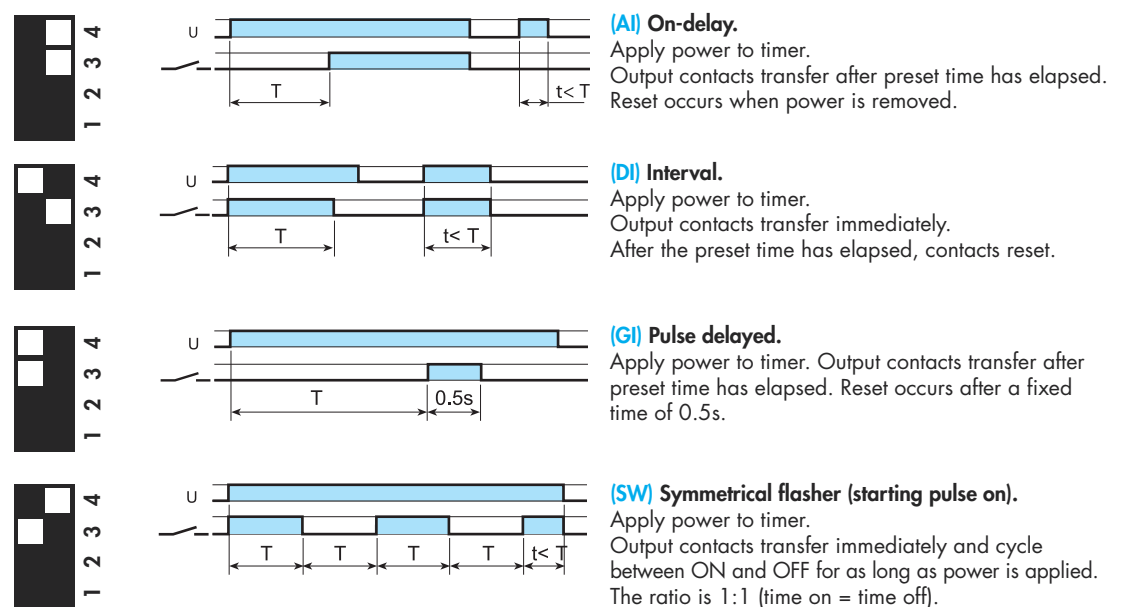 4
3
2
1
U
T
t< T
(AI) On-delay.
Apply power to timer.
Output contacts transfer after preset time has elapsed.
Reset occurs when power is removed.
4
3
2
1
U
T
t< T
(DI) Interval.
Apply power to timer.
Output contacts transfer immediately.
After the preset time has elapsed, contacts reset.
4
3
2
1
U
T
0.5s
(GI) Pulse delayed.
Apply power to timer. Output contacts transfer after
preset time has elapsed. Reset occurs after a fixed
time of 0.5s.
4
3
2
1
U
T T T T t< T
(SW) Symmetrical flasher (starting pulse on).
Apply power to timer.
Output contacts transfer immediately and cycle
between ON and OFF for as long as power is applied.
The ratio is 1:1 (time on = time off).